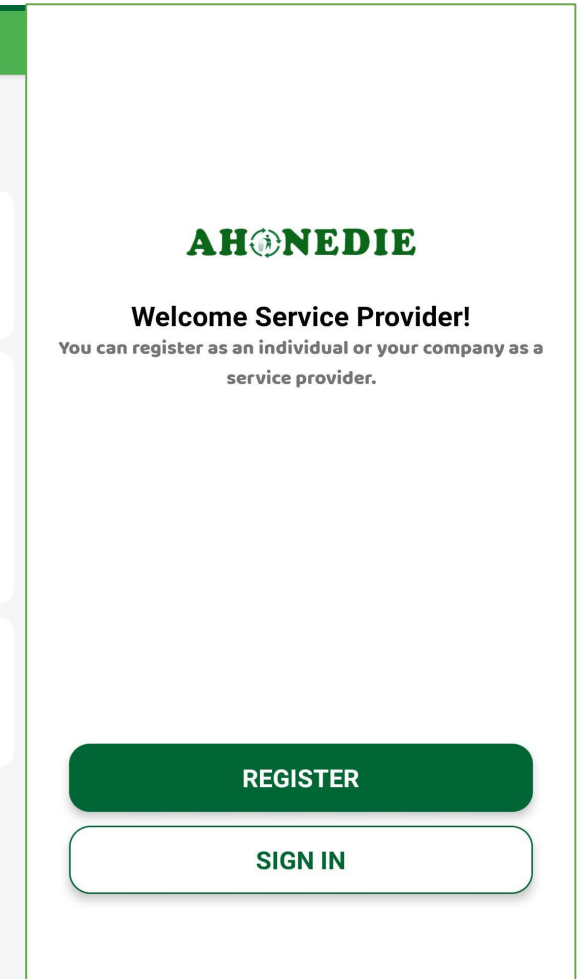 AHONEDIE
Welcome Service Provider!
You can register as an individual or your company as a
service provider.
REGISTER
SIGN IN